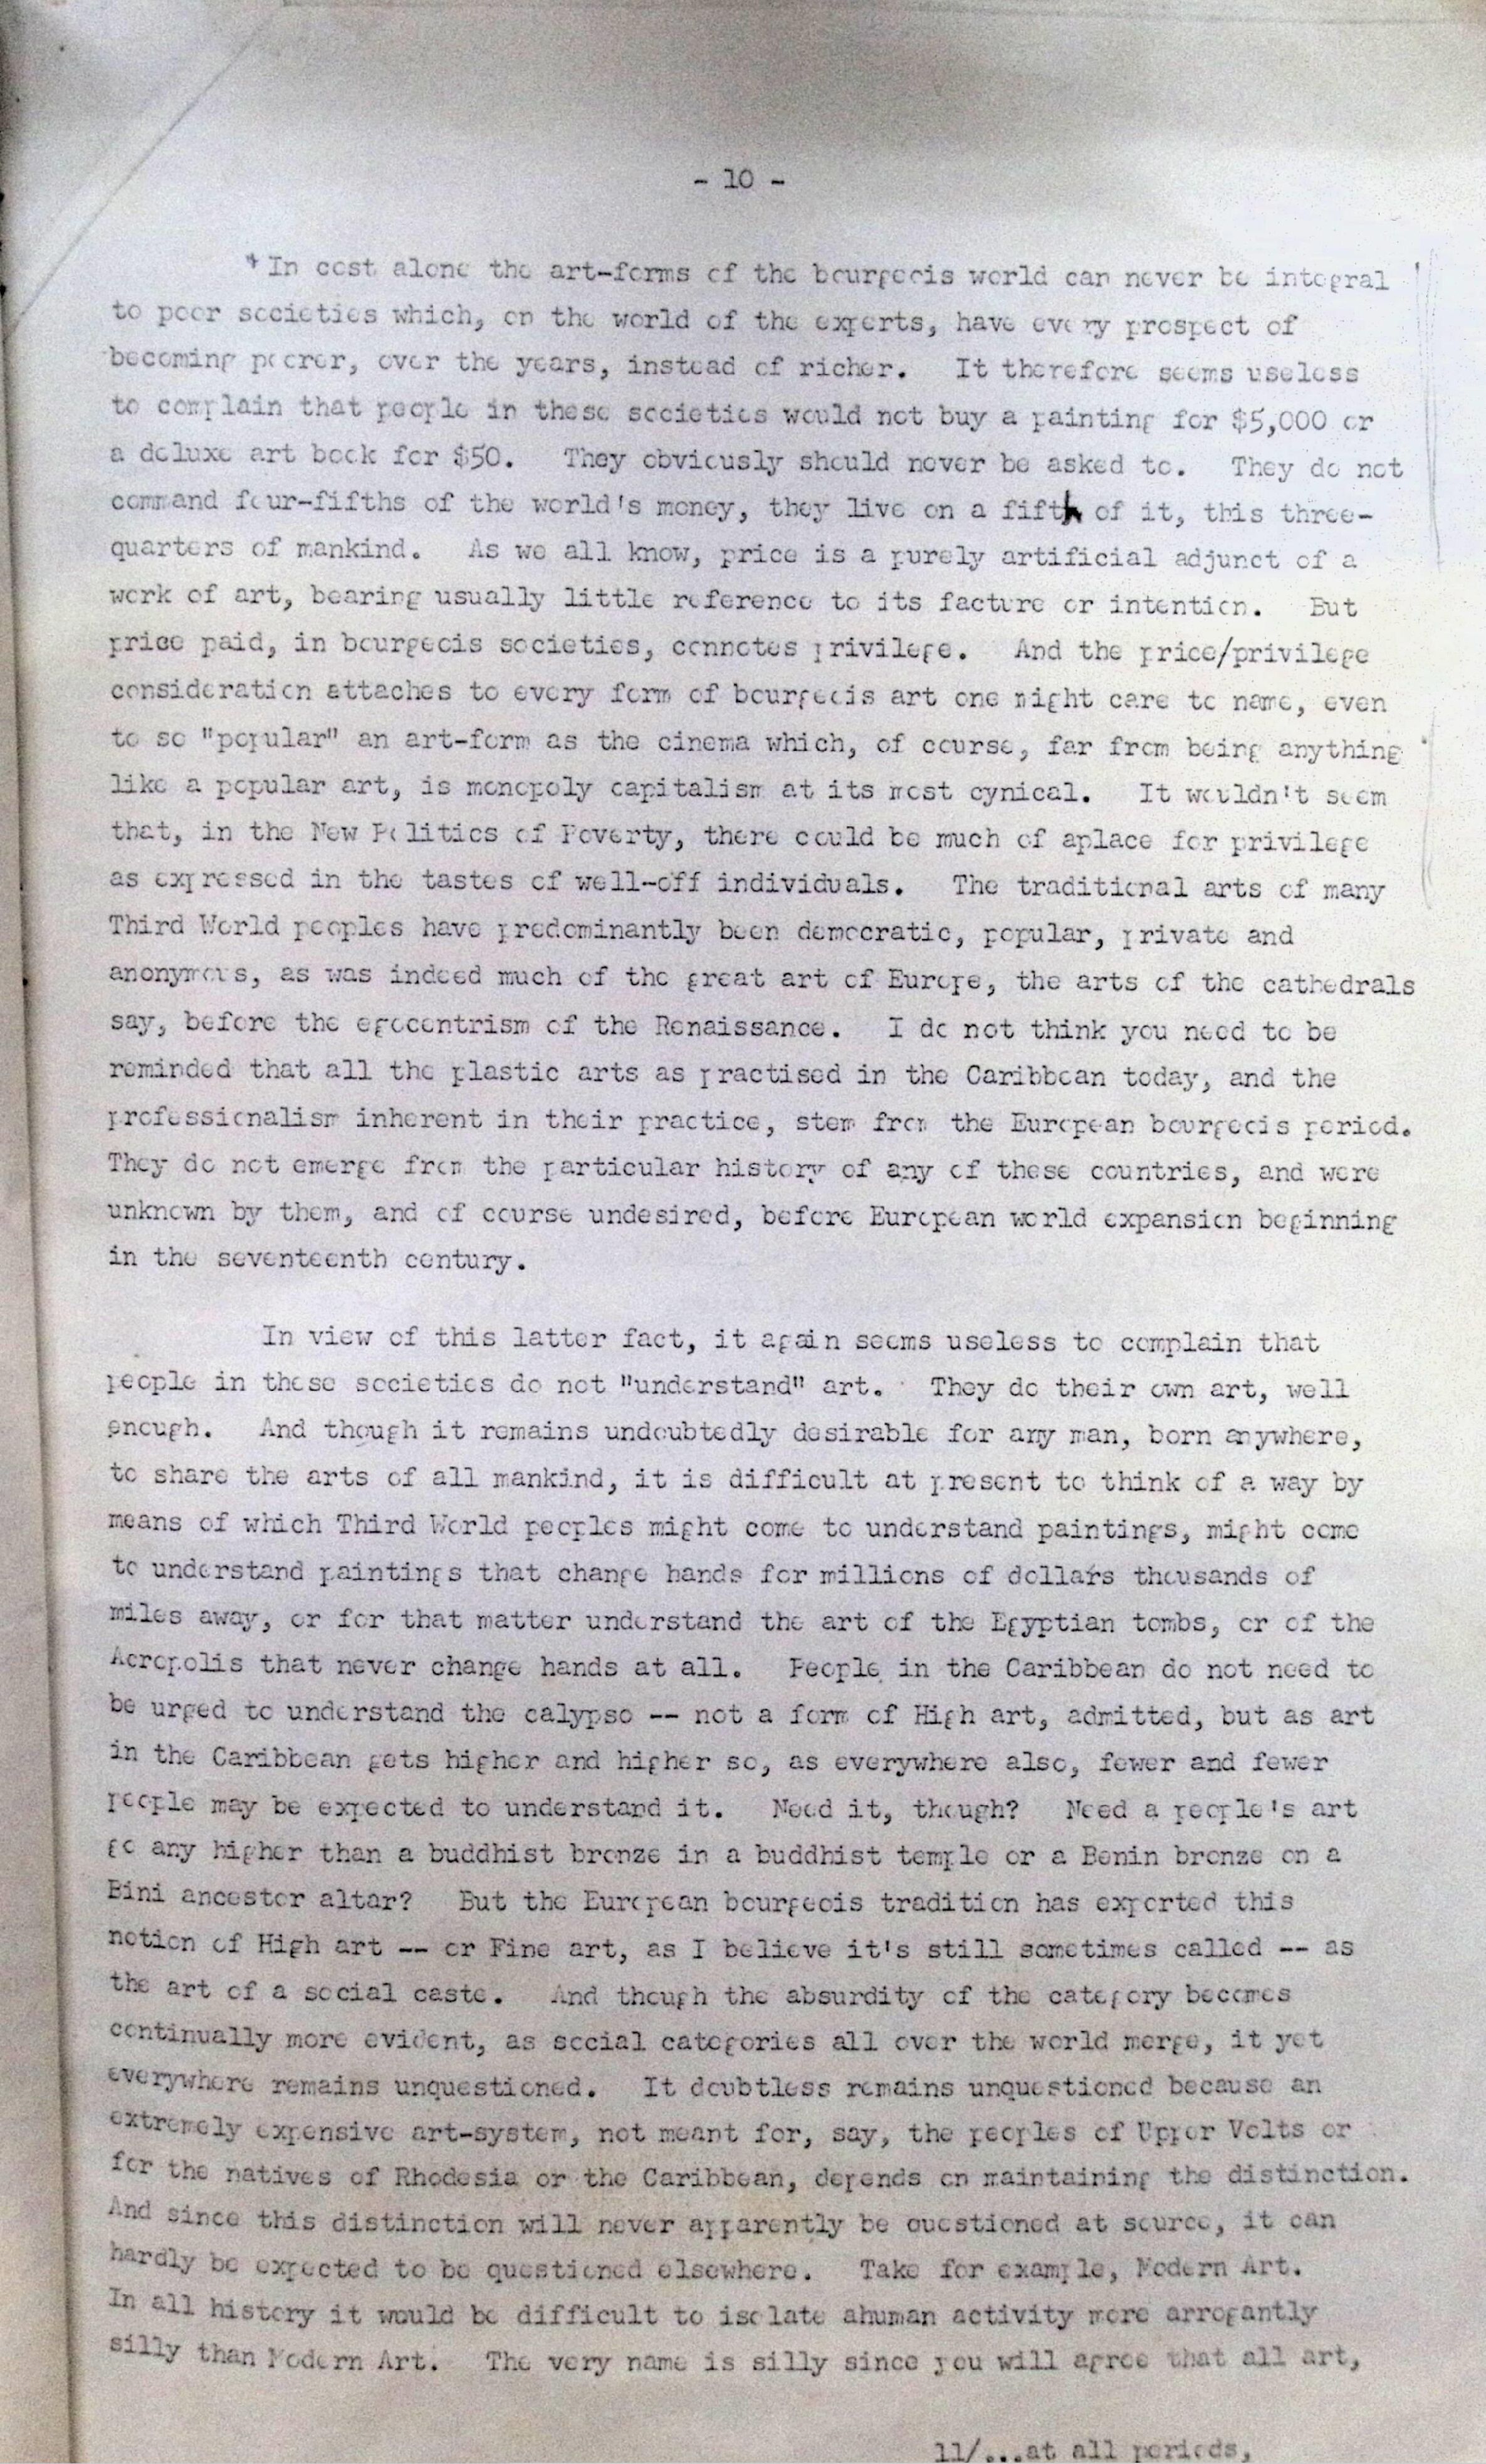 - 10 -
*In cost alone the art-forms of the bourgeois world can never be integral
to poor societies which, on the world of the experts, have every prospect of
becoming poorer, over the years, instead of richer. It therefore seems useless
to complain that people in these societies would not buy a painting for $5,000 or
a deluxe art book for $50. They obviously should never be asked to. They do not
command four-fifths of the world's money, they live on a fifth of it, this three-
quarters of mankind. As we all know, price is a purely artificial adjunct of a
work of art, bearing usually little reference to its facture or intention. But
price paid, in bourgeois societies, connotes privilege. And the price/privilege
consideration attaches to every form of bourgeois art one might care to name, even
to so "popular" an art-form as the cinema which, of course, far from being anything
like a popular art, is monopoly capitalism at its most cynical. It wouldn't seem
that, in the New Politics of Poverty, there could be much of aplace for privilege
as expressed in the tastes of well-off individuals. The traditional arts of many
Third World peoples have predominantly been democratic, popular, private and
anonymous, as was indeed much of the great art of Europe, the arts of the cathedrals
say, before the egocentrism of the Renaissance. I do not think you need to be
reminded that all the plastic arts as practised in the Caribbean today, and the
professionalism inherent in their practice, stem from the European bourgeois period.
They do not emerge from the particular history of any of these countries, and were
unknown by them, and of course undesired, before European world expansion beginning
in the seventeenth century.
In view of this latter fact, it again seems useless to complain that
people in these societies do not "understand" art. They do their own art, well
enough. And though it remains undoubtedly desirable for any man, born anywhere,
to share the arts of all mankind, it is difficult at present to think of a way by
means of which Third World peoples might come to understand paintings, might come
to understand paintings that change hands for millions of dollars thousands of
miles away, or for that matter understand the art of the Egyptian tombs, or of the
Acropolis that never change hands at all. People in the Caribbean do not need to
be urged to understand the calypso -- not a form of High art, admitted, but as art
in the Caribbean gets higher and higher so, as everywhere also, fewer and fewer
people may be expected to understand it. Need it, though? Need a people's art
go any higher than a buddhist bronze in a buddhist temple or a Benin bronze on a
Bini ancestor altar? But the European bourgeois tradition has exported this
notion of High art -- or Fine art, as I believe it's still sometimes called -- as
the art of a social caste. And though the absurdity of the category becomes
continually more evident, as social categories all over the world merge, it yet
everywhere remains unquestioned. It doubtless remains unquestioned because an
extremely expensive art-system, not meant for, say, the peoples of Upper Volts or
for the natives of Rhodesia or the Caribbean, depends on maintaining the distinction.
And since this distinction will never apparently be questioned at source, it can
hardly be expected to be questioned elsewhere. Take for example, Modern Art.
In all history it would be difficult to isolate ahuman activity more arrogantly
silly than Modern Art. The very name is silly since you will agree that all art,
11/...at all periods,